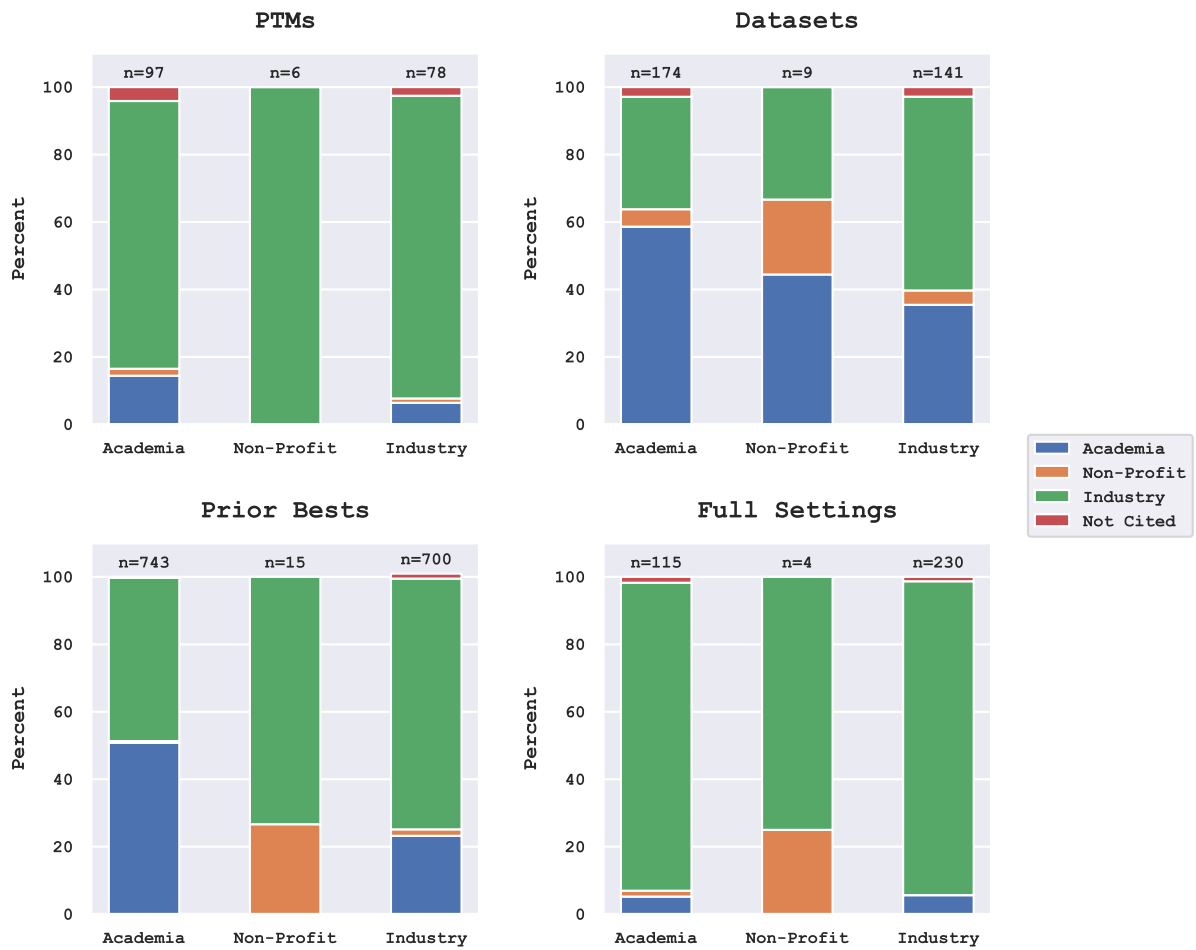 PTMs
n=97 n=6 n=78
100
80
60
40
20
0
Percent
Academia Non-Profit Industry
Datasets
n=174 n=9 n=141
100
80
60
40
20
0
Percent
Academia Non-Profit Industry
Academia
Non-Profit
Industry
Not Cited
Prior Bests
n=743 n=15 n=700
100
80
60
40
20
0
Percent
Academia Non-Profit Industry
Full Settings
n=115 n=4 n=230
100
80
60
40
20
0
Percent
Academia Non-Profit Industry